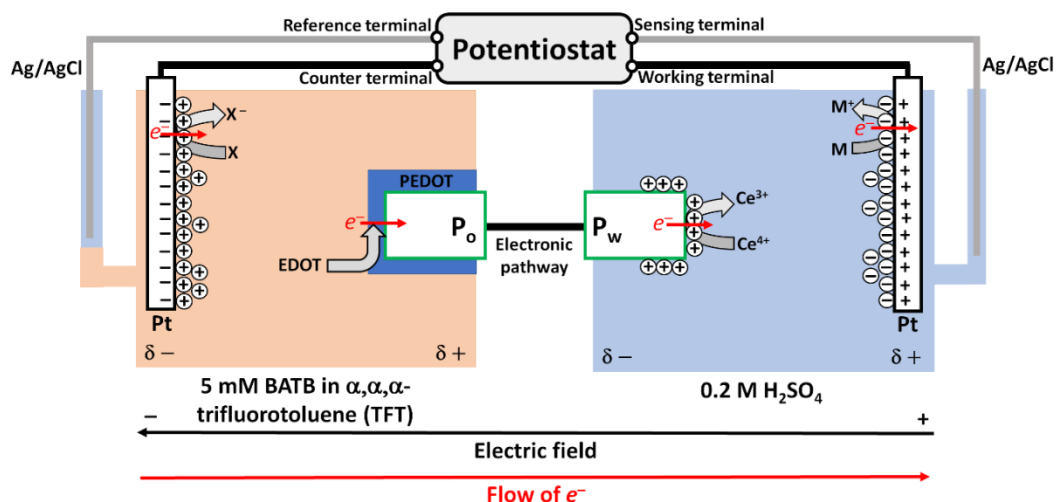 Reference terminal
Sensing terminal
Potentiostat
Ag/AgCl
Counter terminal
Working terminal
Ag/AgCl
X⁻
e⁻
X
M⁺
e⁻
M
PEDOT
e⁻
Pₒ
EDOT
Electronic
pathway
P_w
e⁻
Ce³⁺
Ce⁴⁺
Pt
Pt
δ −
δ +
δ −
δ +
5 mM BATB in α,α,α-
trifluorotoluene (TFT)
0.2 M H₂SO₄
−
+
Electric field
Flow of e⁻